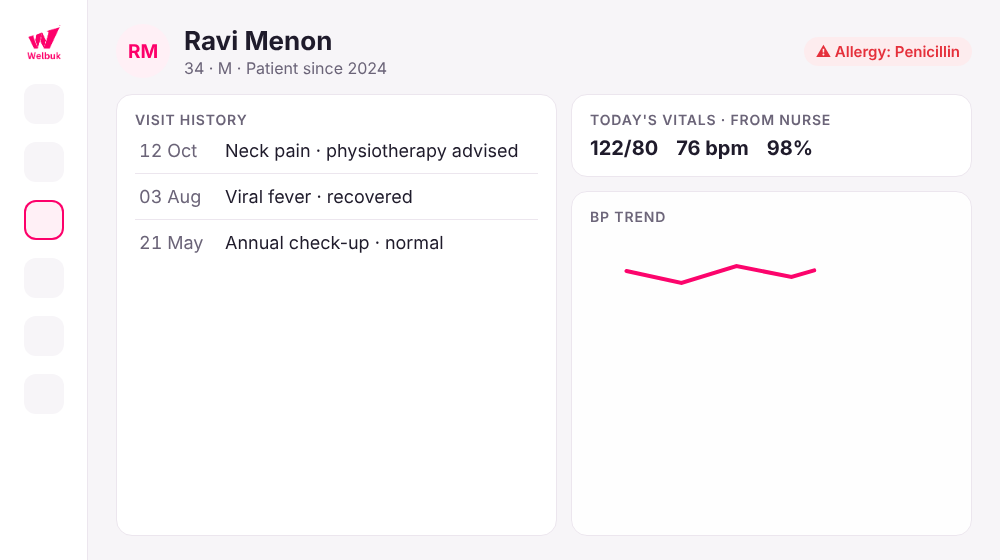 Welbuk
RM
Ravi Menon
34 · M · Patient since 2024
⚠ Allergy: Penicillin
VISIT HISTORY
12 Oct Neck pain · physiotherapy advised
03 Aug Viral fever · recovered
21 May Annual check-up · normal
TODAY'S VITALS · FROM NURSE
122/80 76 bpm 98%
BP TREND